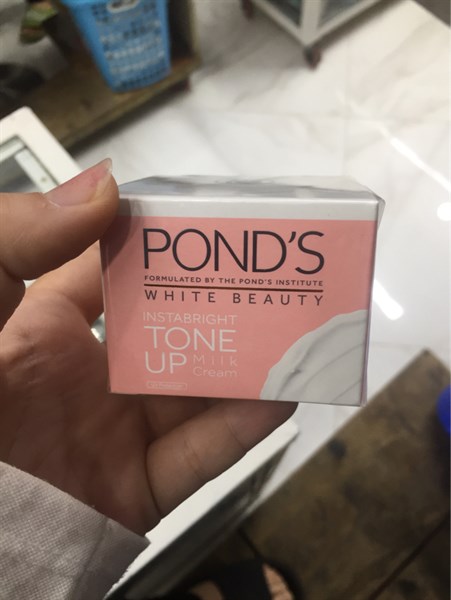 POND'S
FORMULATED BY THE POND'S INSTITUTE
WHITE BEAUTY
INSTABRIGHT
TONE
UP Milk
Cream